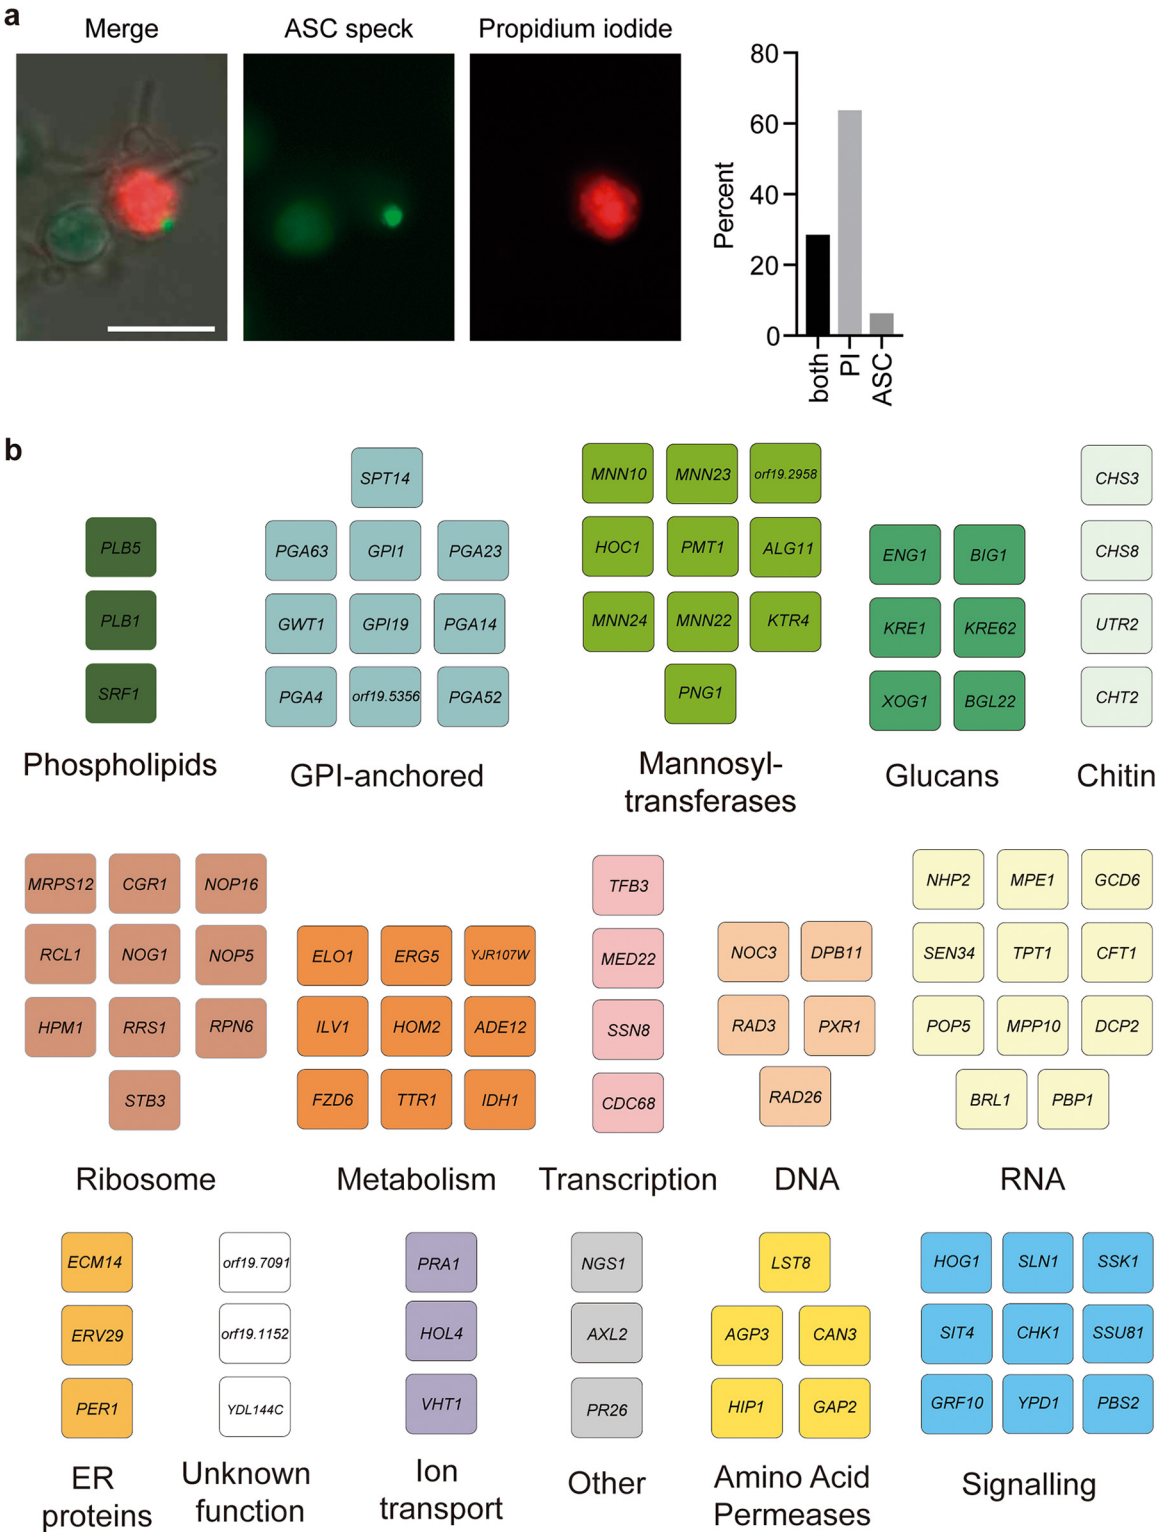 a
Merge
ASC speck
Propidium iodide
Percent
80
60
40
20
0
both
PI
ASC
b
PLB5
PLB1
SRF1
Phospholipids
SPT14
PGA63 GPI1 PGA23
GWT1 GPI19 PGA14
PGA4 orf19.5356 PGA52
GPI-anchored
MNN10 MNN23 orf19.2958
HOC1 PMT1 ALG11
MNN24 MNN22 KTR4
PNG1
Mannosyl-
transferases
ENG1 BIG1
KRE1 KRE62
XOG1 BGL22
Glucans
CHS3
CHS8
UTR2
CHT2
Chitin
MRPS12 CGR1 NOP16
RCL1 NOG1 NOP5
HPM1 RRS1 RPN6
STB3
Ribosome
ELO1 ERG5 YJR107W
ILV1 HOM2 ADE12
FZD6 TTR1 IDH1
Metabolism
TFB3
MED22
SSN8
CDC68
Transcription
NOC3 DPB11
RAD3 PXR1
RAD26
DNA
NHP2 MPE1 GCD6
SEN34 TPT1 CFT1
POP5 MPP10 DCP2
BRL1 PBP1
RNA
ECM14
ERV29
PER1
ER
proteins
orf19.7091
orf19.1152
YDL144C
Unknown
function
PRA1
HOL4
VHT1
Ion
transport
NGS1
AXL2
PR26
Other
LST8
AGP3 CAN3
HIP1 GAP2
Amino Acid
Permeases
HOG1 SLN1 SSK1
SIT4 CHK1 SSU81
GRF10 YPD1 PBS2
Signalling